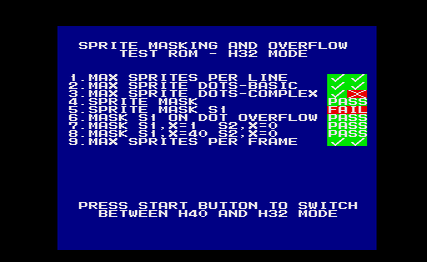 SPRITE MASKING AND OVERFLOW
TEST ROM - H32 MODE
1.MAX SPRITES PER LINE
2.MAX SPRITE DOTS-BASIC
3.MAX SPRITE DOTS-COMPLEX
4.SPRITE MASK PASS
5.SPRITE MASK S1 FAIL
6.MASK S1 ON DOT OVERFLOW PASS
7.MASK S1,X=1 S2,X=0 PASS
8.MASK S1,X=40 S2,X=0 PASS
9.MAX SPRITES PER FRAME
PRESS START BUTTON TO SWITCH
BETWEEN H40 AND H32 MODE